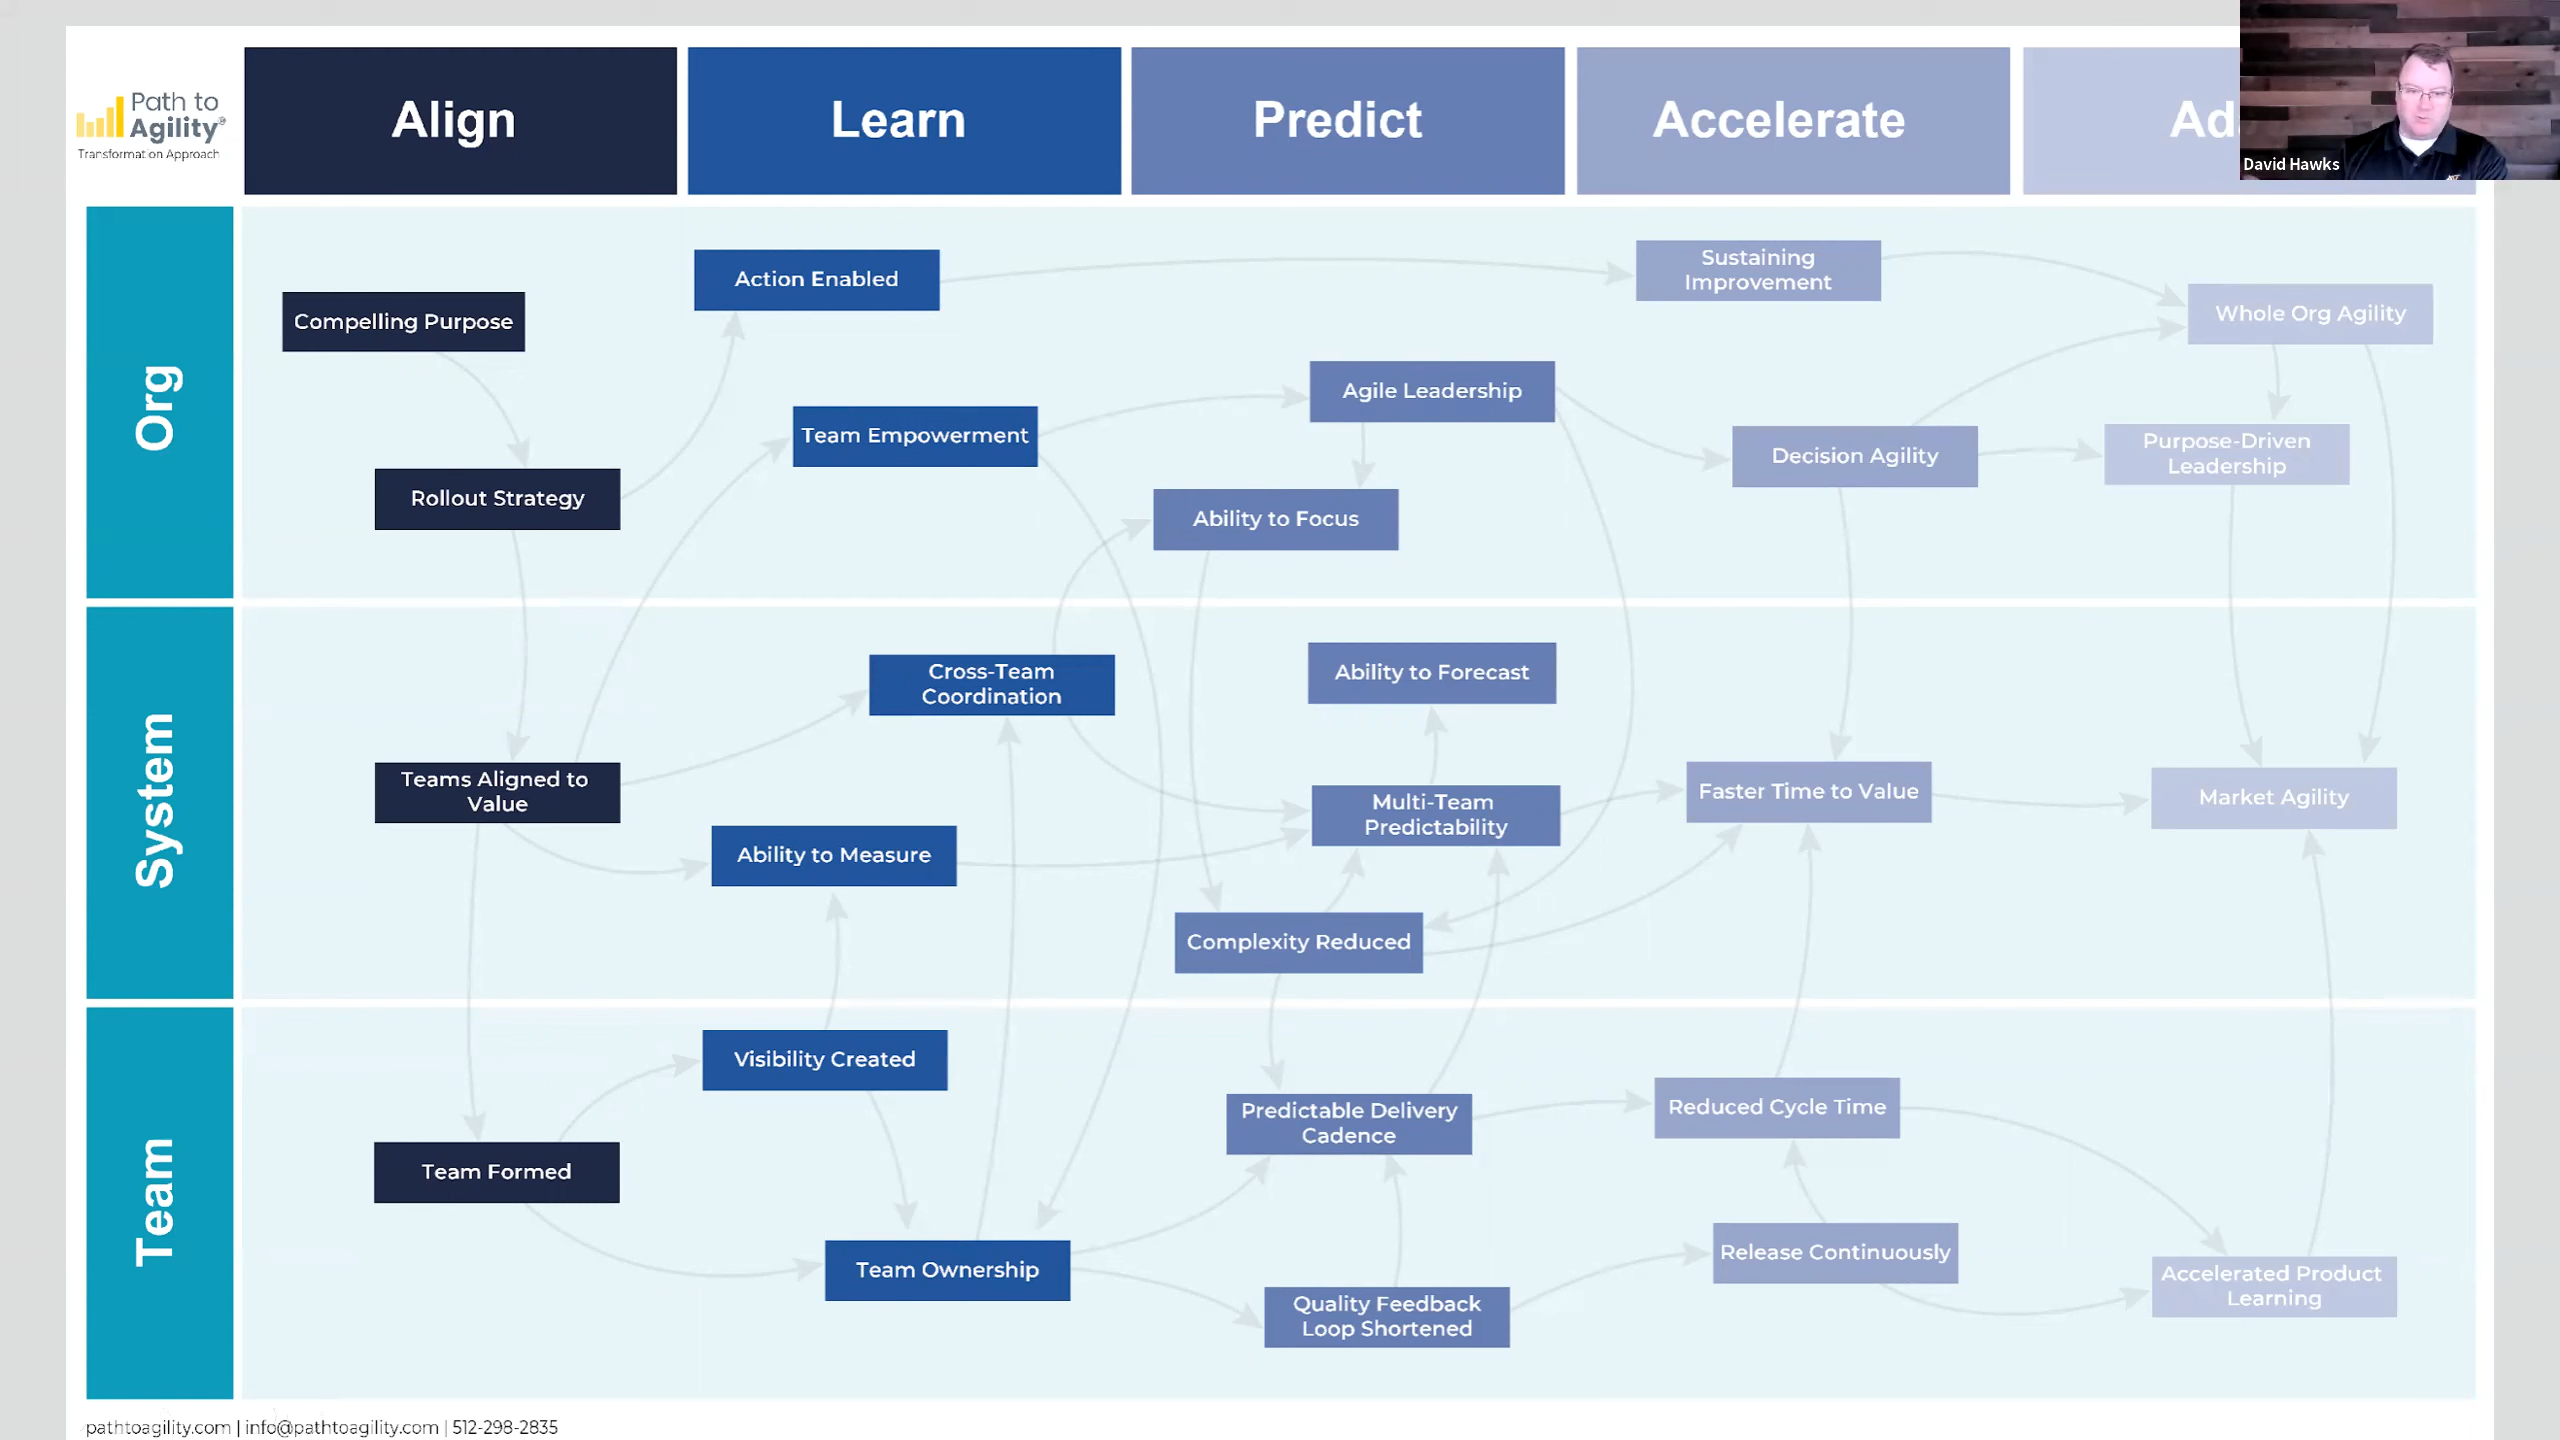 Path to
Agility®
Transformation Approach
Align
Learn
Predict
Accelerate
David Hawks
Org
Compelling Purpose
Rollout Strategy
Action Enabled
Team Empowerment
Agile Leadership
Ability to Focus
Sustaining
Improvement
Decision Agility
Whole Org Agility
Purpose-Driven
Leadership
System
Teams Aligned to
Value
Cross-Team
Coordination
Ability to Measure
Ability to Forecast
Multi-Team
Predictability
Complexity Reduced
Faster Time to Value
Market Agility
Team
Team Formed
Visibility Created
Team Ownership
Predictable Delivery
Cadence
Quality Feedback
Loop Shortened
Reduced Cycle Time
Release Continuously
Accelerated Product
Learning
pathtoagility.com | info@pathtoagility.com | 512-298-2835